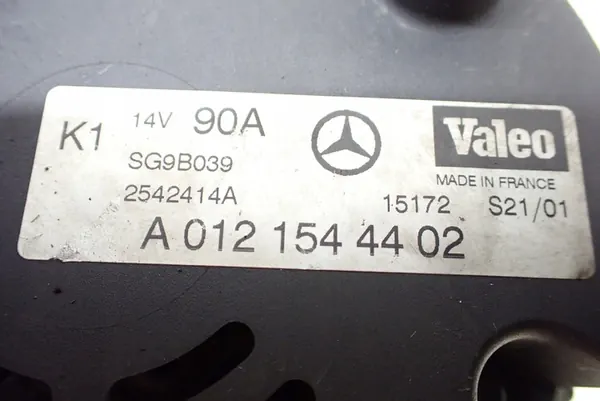 K1 14V 90A Valeo
SG9B039 MADE IN FRANCE
2542414A 15172 S21/01
A 012 154 44 02